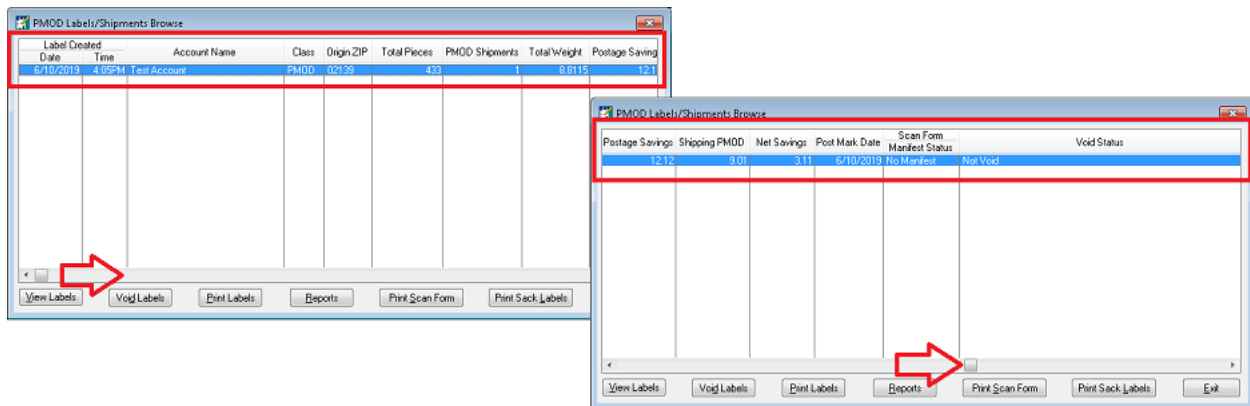 PMOD Labels/Shipments Browse
Label Created
Date Time Account Name Class Origin ZIP Total Pieces PMOD Shipments Total Weight Postage Saving
6/10/2019 4:05PM Test Account PMOD 02139 433 1 8.8115 12.1
View Labels Void Labels Print Labels Reports Print Scan Form Print Sack Labels
PMOD Labels/Shipments Browse
Postage Savings Shipping PMOD Net Savings Post Mark Date Scan Form Manifest Status Void Status
12.12 9.01 3.11 6/10/2019 No Manifest Not Void
View Labels Void Labels Print Labels Reports Print Scan Form Print Sack Labels Exit